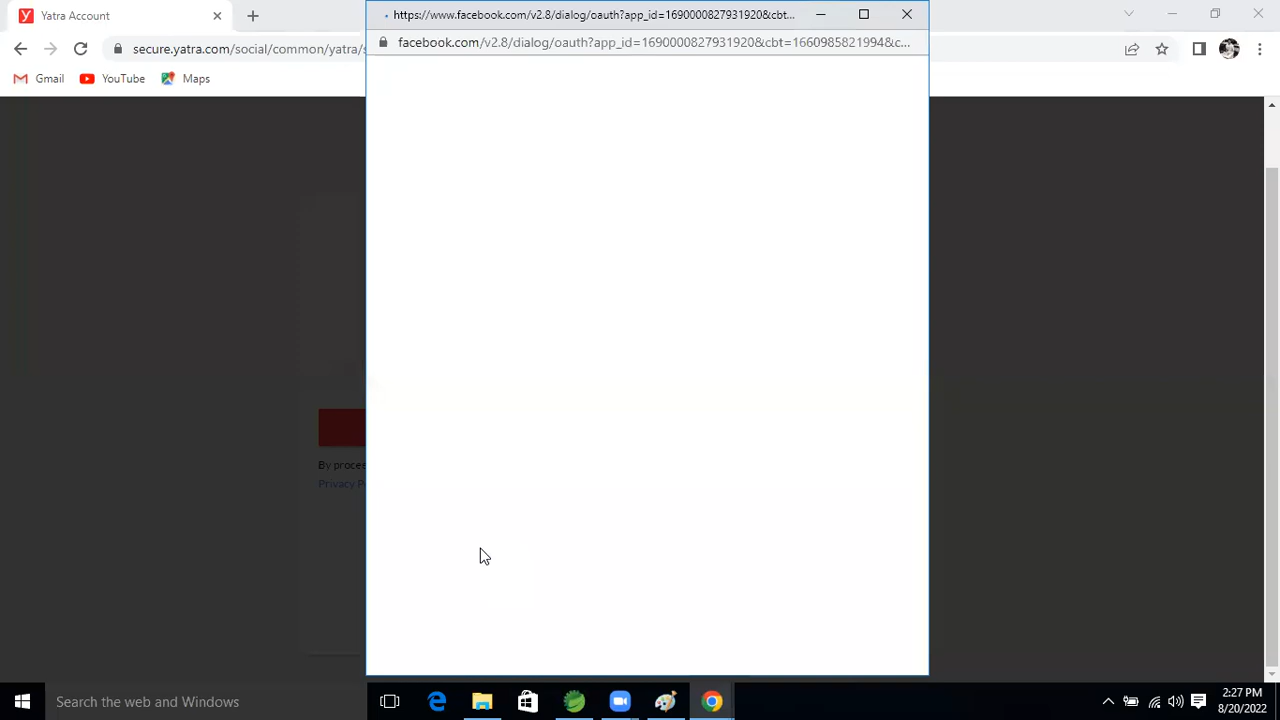 Yatra Account
https://www.facebook.com/v2.8/dialog/oauth?app_id=1690000827931920&cbt...
secure.yatra.com/social/common/yatra/s
facebook.com/v2.8/dialog/oauth?app_id=1690000827931920&cbt=1660985821994&c...
Gmail
YouTube
Maps
By procee
Privacy P
Search the web and Windows
2:27 PM
8/20/2022